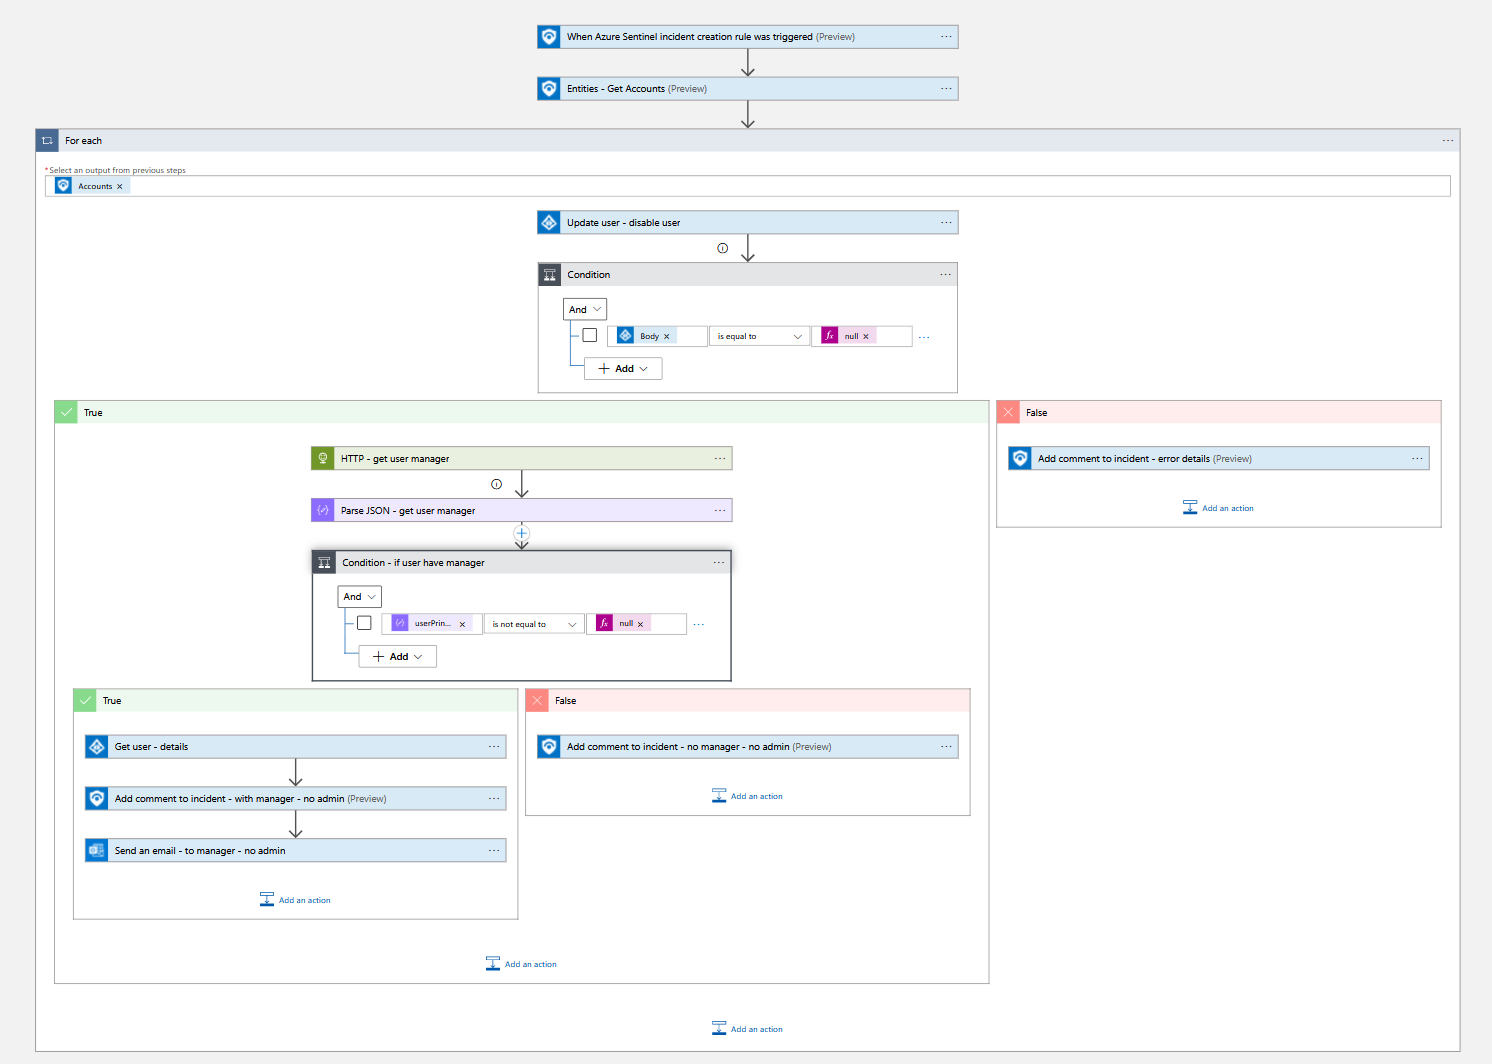 When Azure Sentinel incident creation rule was triggered (Preview)
Entities - Get Accounts (Preview)
For each
*Select an output from previous steps
Accounts
Update user - disable user
Condition
And
Body is equal to null
Add
True
False
HTTP - get user manager
Add comment to incident - error details (Preview)
Parse JSON - get user manager
Add an action
Condition - if user have manager
And
userPrin... is not equal to null
Add
True
False
Get user - details
Add comment to incident - no manager - no admin (Preview)
Add comment to incident - with manager - no admin (Preview)
Add an action
Send an email - to manager - no admin
Add an action
Add an action
Add an action